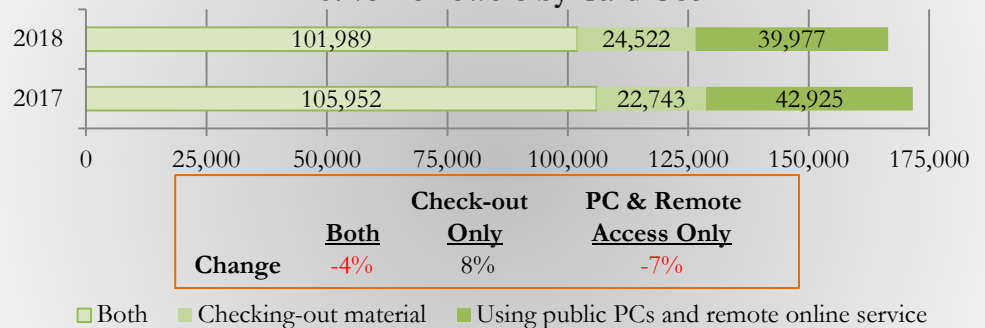 2018 101,989 24,522 39,977
2017 105,952 22,743 42,925
0 25,000 50,000 75,000 100,000 125,000 150,000 175,000
Check-out PC & Remote
Both Only Access Only
Change -4% 8% -7%
Both Checking-out material Using public PCs and remote online service